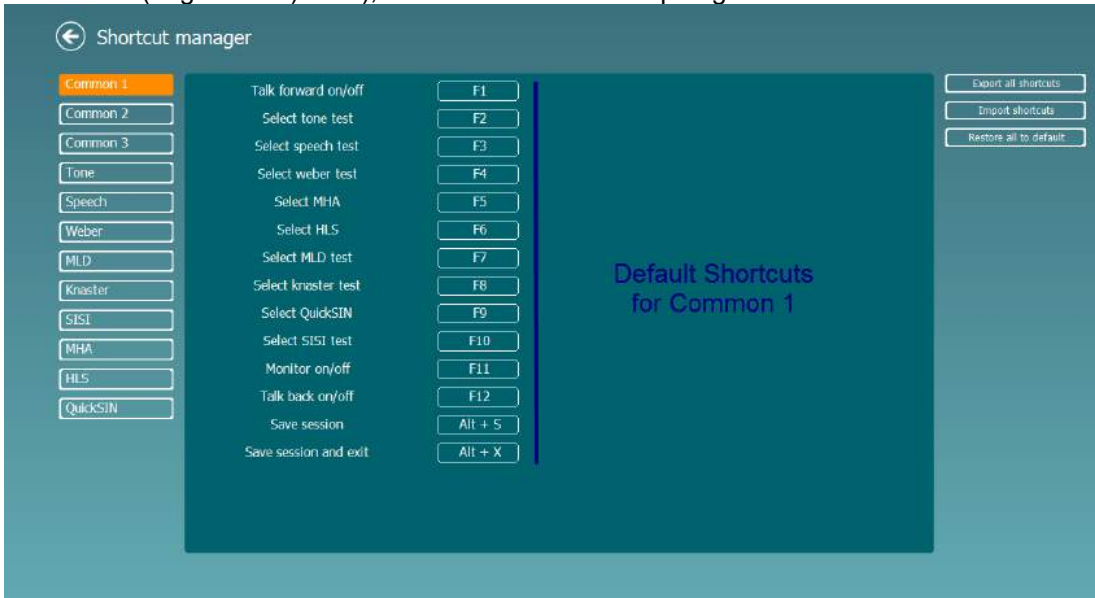 Shortcut manager
Common 1
Common 2
Common 3
Tone
Speech
Weber
MLD
Knaster
SISI
MHA
HLS
QuickSIN
Talk forward on/off F1
Select tone test F2
Select speech test F3
Select weber test F4
Select MHA F5
Select HLS F6
Select MLD test F7
Select knaster test F8
Select QuickSIN F9
Select SISI test F10
Monitor on/off F11
Talk back on/off F12
Save session Alt + S
Save session and exit Alt + X
Default Shortcuts
for Common 1
Export all shortcuts
Import shortcuts
Restore all to default